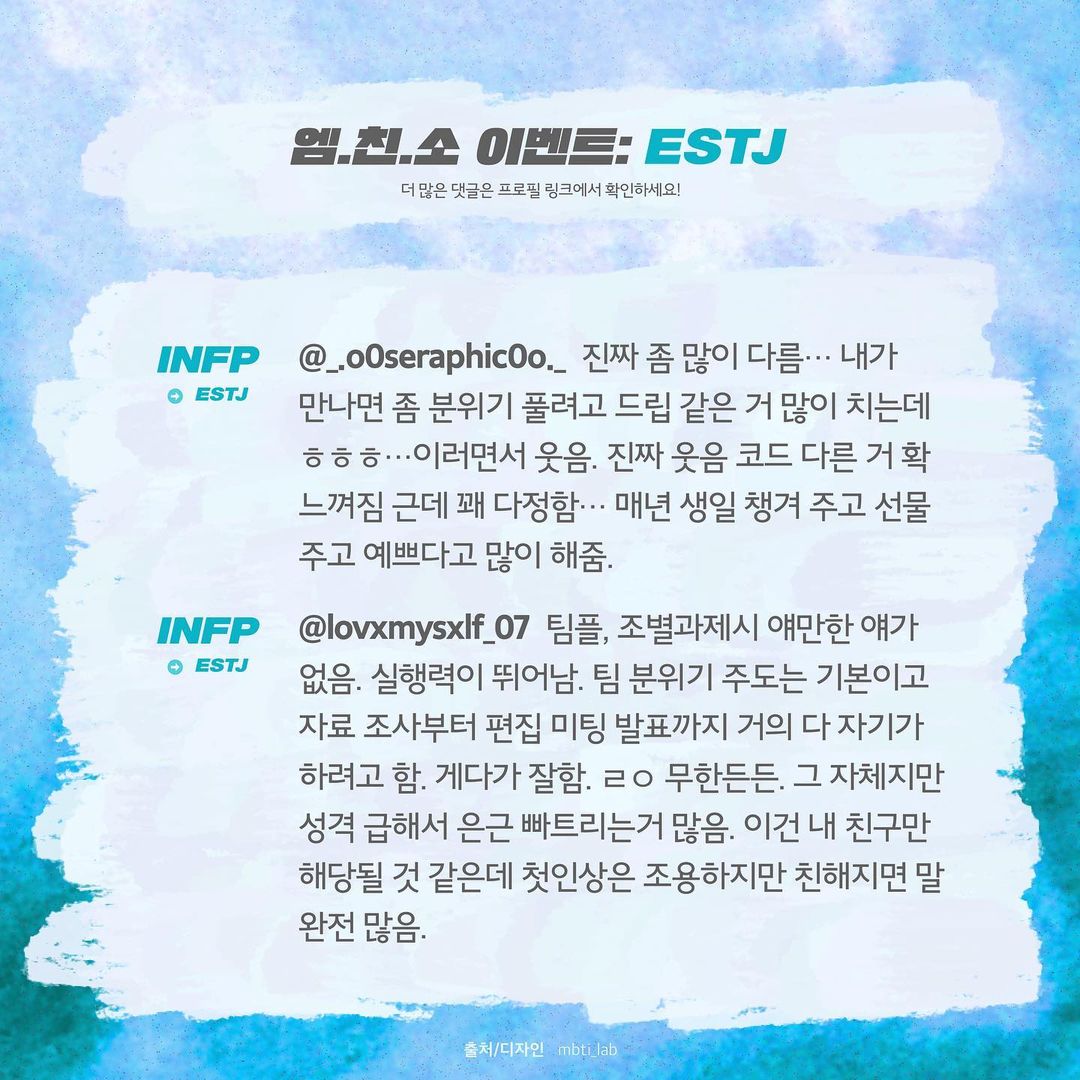 엠.친.소 이벤트: ESTJ
더 많은 댓글은 프로필 링크에서 확인하세요!
INFP
ESTJ
@_.o0seraphic0o._ 진짜 좀 많이 다름… 내가
만나면 좀 분위기 풀려고 드립 같은 거 많이 치는데
ㅎㅎㅎ…이러면서 웃음. 진짜 웃음 코드 다른 거 확
느껴짐 근데 꽤 다정함… 매년 생일 챙겨 주고 선물
주고 예쁘다고 많이 해줌.
INFP
ESTJ
@lovxmysxlf_07 팀플, 조별과제시 얘만한 얘가
없음. 실행력이 뛰어남. 팀 분위기 주도는 기본이고
자료 조사부터 편집 미팅 발표까지 거의 다 자기가
하려고 함. 게다가 잘함. ㄹㅇ 무한든든. 그 자체지만
성격 급해서 은근 빠트리는거 많음. 이건 내 친구만
해당될 것 같은데 첫인상은 조용하지만 친해지면 말
완전 많음.
출처/디자인 mbti_lab